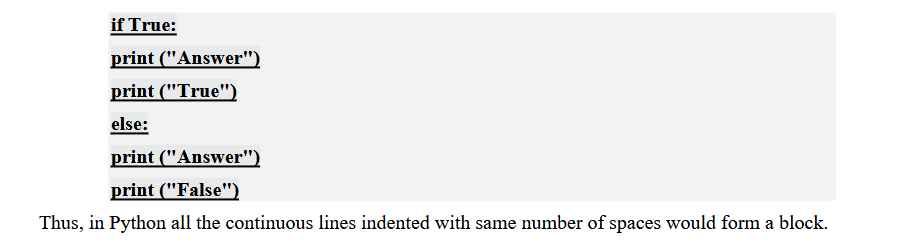 if True:
print ("Answer")
print ("True")
else:
print ("Answer")
print ("False")
Thus, in Python all the continuous lines indented with same number of spaces would form a block.